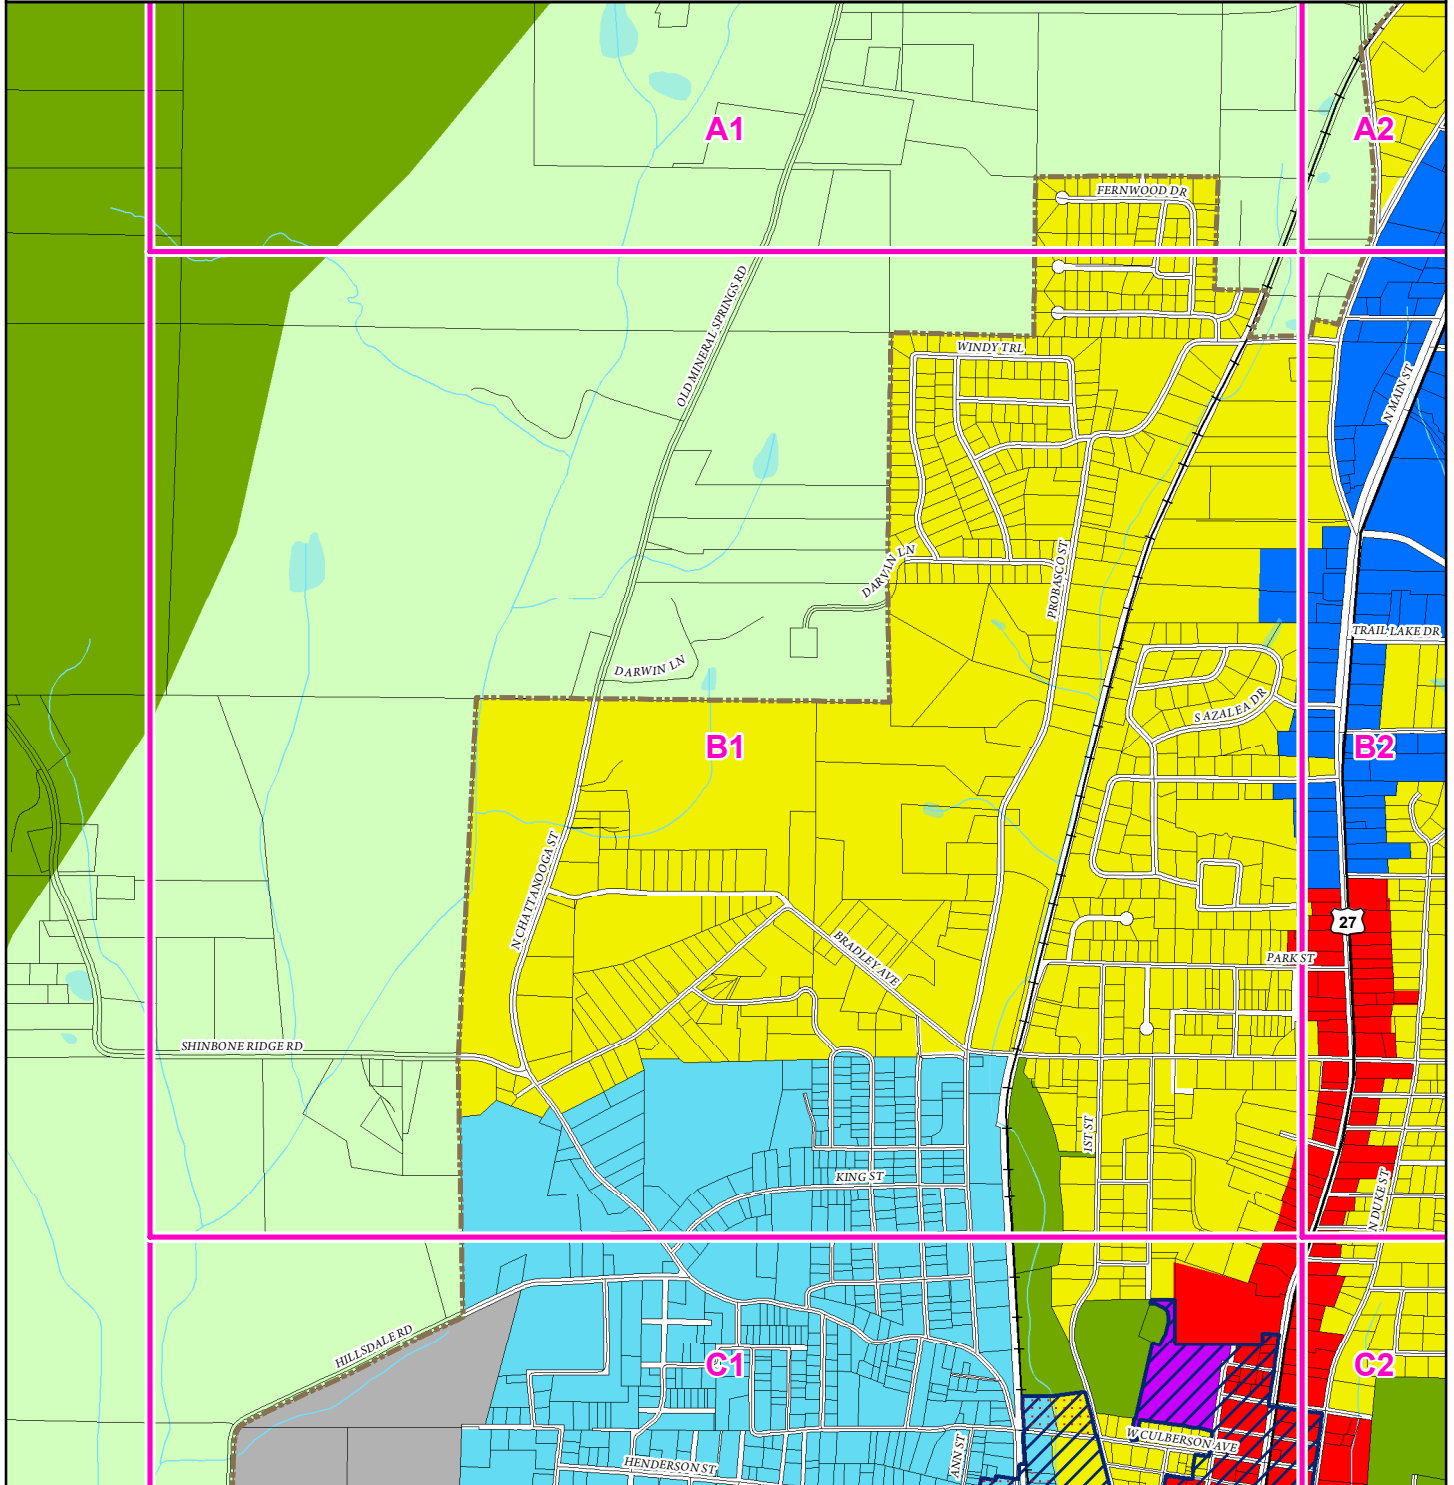 A1
A2
FERNWOOD DR
OLD MINERAL SPRINGS RD
WINDY TRL
N MAIN ST
DARVIN LN
PROBASCO ST
TRAIL LAKE DR
DARWIN LN
S AZALEA DR
B1
B2
N CHATTANOOGA ST
27
BRADLEY AVE
PARK ST
SHINBONE RIDGE RD
1ST ST
KING ST
N DUKE ST
HILLSDALE RD
C1
C2
W CULBERSON AVE
ANN ST
HENDERSON ST